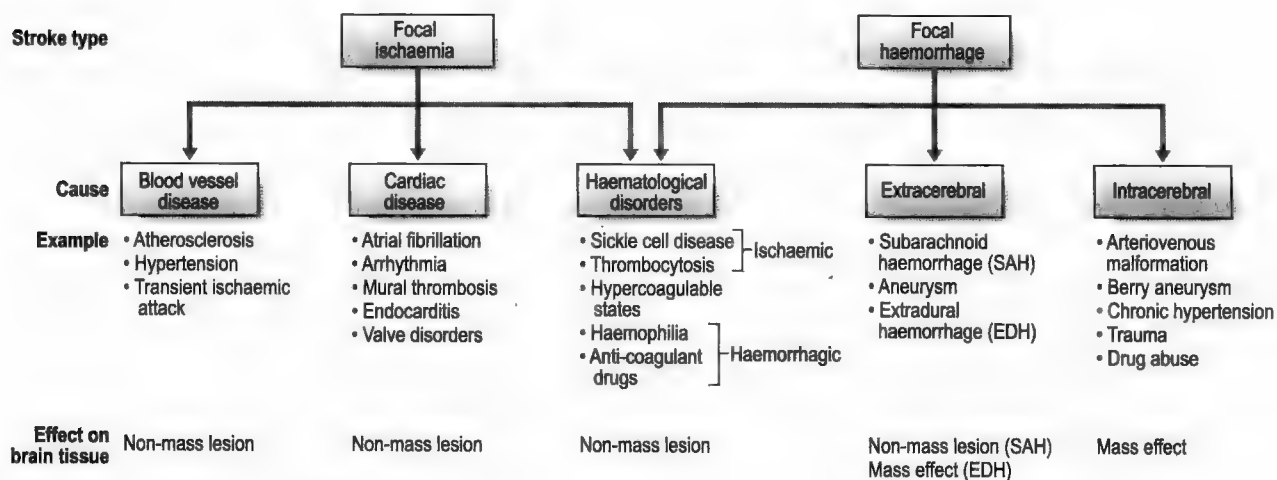 Stroke type
Focal
ischaemia
Focal
haemorrhage
Cause
Blood vessel
disease
Cardiac
disease
Haematological
disorders
Extracerebral
Intracerebral
Example
• Atherosclerosis
• Hypertension
• Transient ischaemic
attack
• Atrial fibrillation
• Arrhythmia
• Mural thrombosis
• Endocarditis
• Valve disorders
• Sickle cell disease
• Thrombocytosis
Ischaemic
• Hypercoagulable
states
• Haemophilia
• Anti-coagulant
drugs
Haemorrhagic
• Subarachnoid
haemorrhage (SAH)
• Aneurysm
• Extradural
haemorrhage (EDH)
• Arteriovenous
malformation
• Berry aneurysm
• Chronic hypertension
• Trauma
• Drug abuse
Effect on
brain tissue
Non-mass lesion
Non-mass lesion
Non-mass lesion
Non-mass lesion (SAH)
Mass effect (EDH)
Mass effect